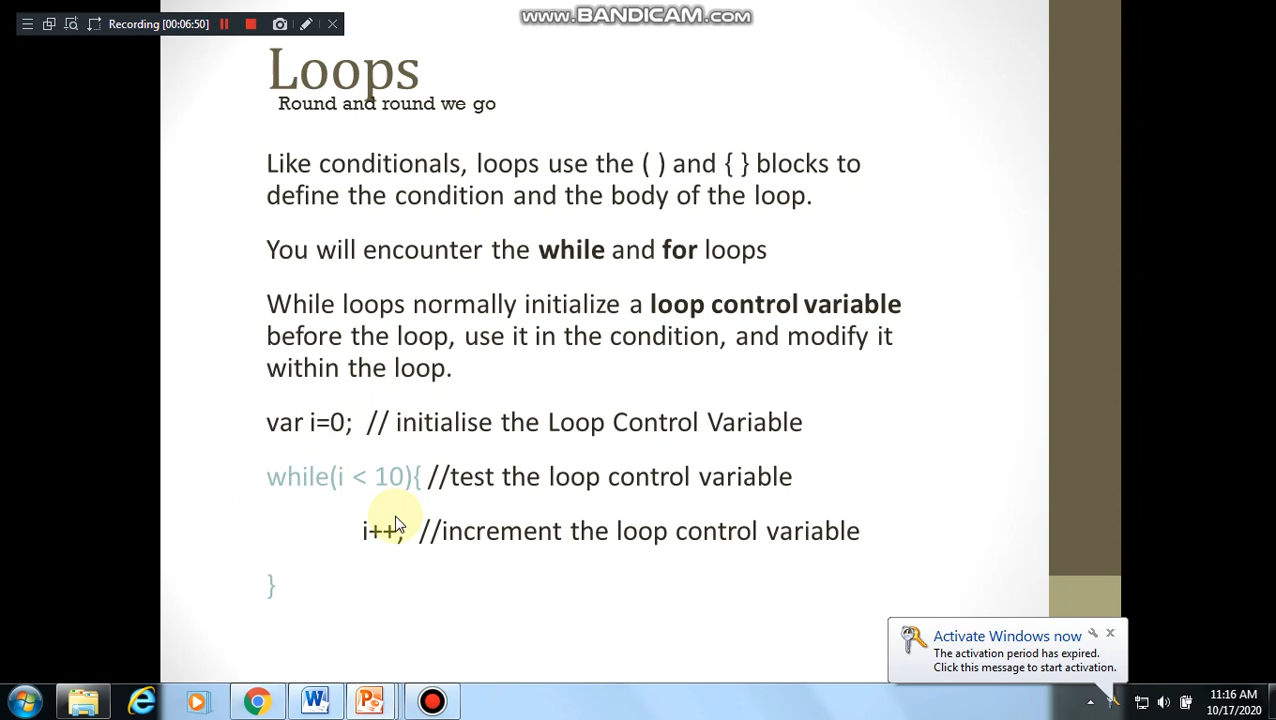 Recording [00:06:50]
www.BANDICAM.com
Loops
Round and round we go
Like conditionals, loops use the ( ) and { } blocks to
define the condition and the body of the loop.
You will encounter the while and for loops
While loops normally initialize a loop control variable
before the loop, use it in the condition, and modify it
within the loop.
var i=0; // initialise the Loop Control Variable
while(i < 10){ //test the loop control variable
i++; //increment the loop control variable
}
Activate Windows now
The activation period has expired.
Click this message to start activation.
11:16 AM
10/17/2020